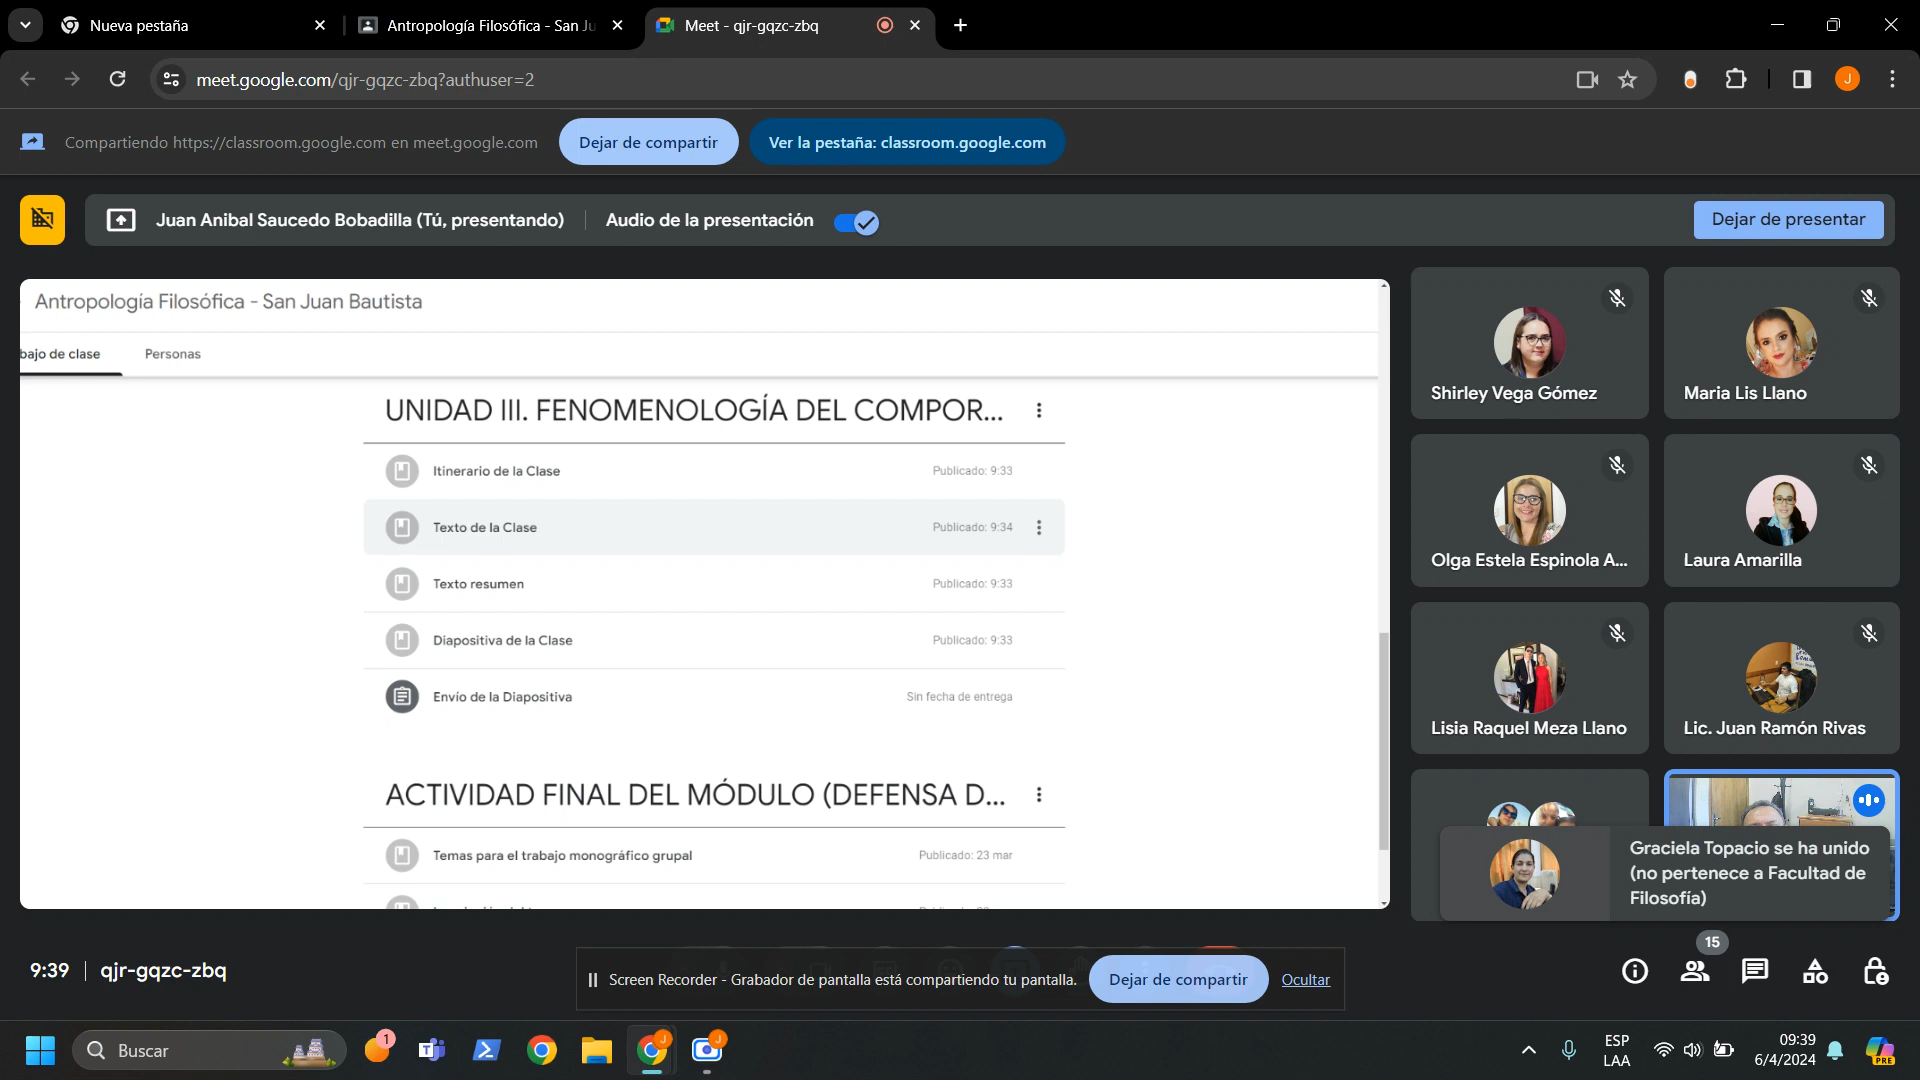 Nueva pestaña
Antropología Filosófica - San Ju
Meet - qjr-gqzc-zbq
meet.google.com/qjr-gqzc-zbq?authuser=2
J
Compartiendo https://classroom.google.com en meet.google.com
Dejar de compartir
Ver la pestaña: classroom.google.com
Juan Anibal Saucedo Bobadilla (Tú, presentando)
Audio de la presentación
Dejar de presentar
Antropología Filosófica - San Juan Bautista
bajo de clase
Personas
UNIDAD III. FENOMENOLOGÍA DEL COMPOR...
Itinerario de la Clase
Publicado: 9:33
Texto de la Clase
Publicado: 9:34
Texto resumen
Publicado: 9:33
Diapositiva de la Clase
Publicado: 9:33
Envío de la Diapositiva
Sin fecha de entrega
ACTIVIDAD FINAL DEL MÓDULO (DEFENSA D...
Temas para el trabajo monográfico grupal
Publicado: 23 mar
Shirley Vega Gómez
Maria Lis Llano
Olga Estela Espinola A...
Laura Amarilla
Lisia Raquel Meza Llano
Lic. Juan Ramón Rivas
Graciela Topacio se ha unido
(no pertenece a Facultad de
Filosofía)
9:39
qjr-gqzc-zbq
Screen Recorder - Grabador de pantalla está compartiendo tu pantalla.
Dejar de compartir
Ocultar
15
Buscar
1
J
J
ESP
LAA
09:39
6/4/2024
PRE